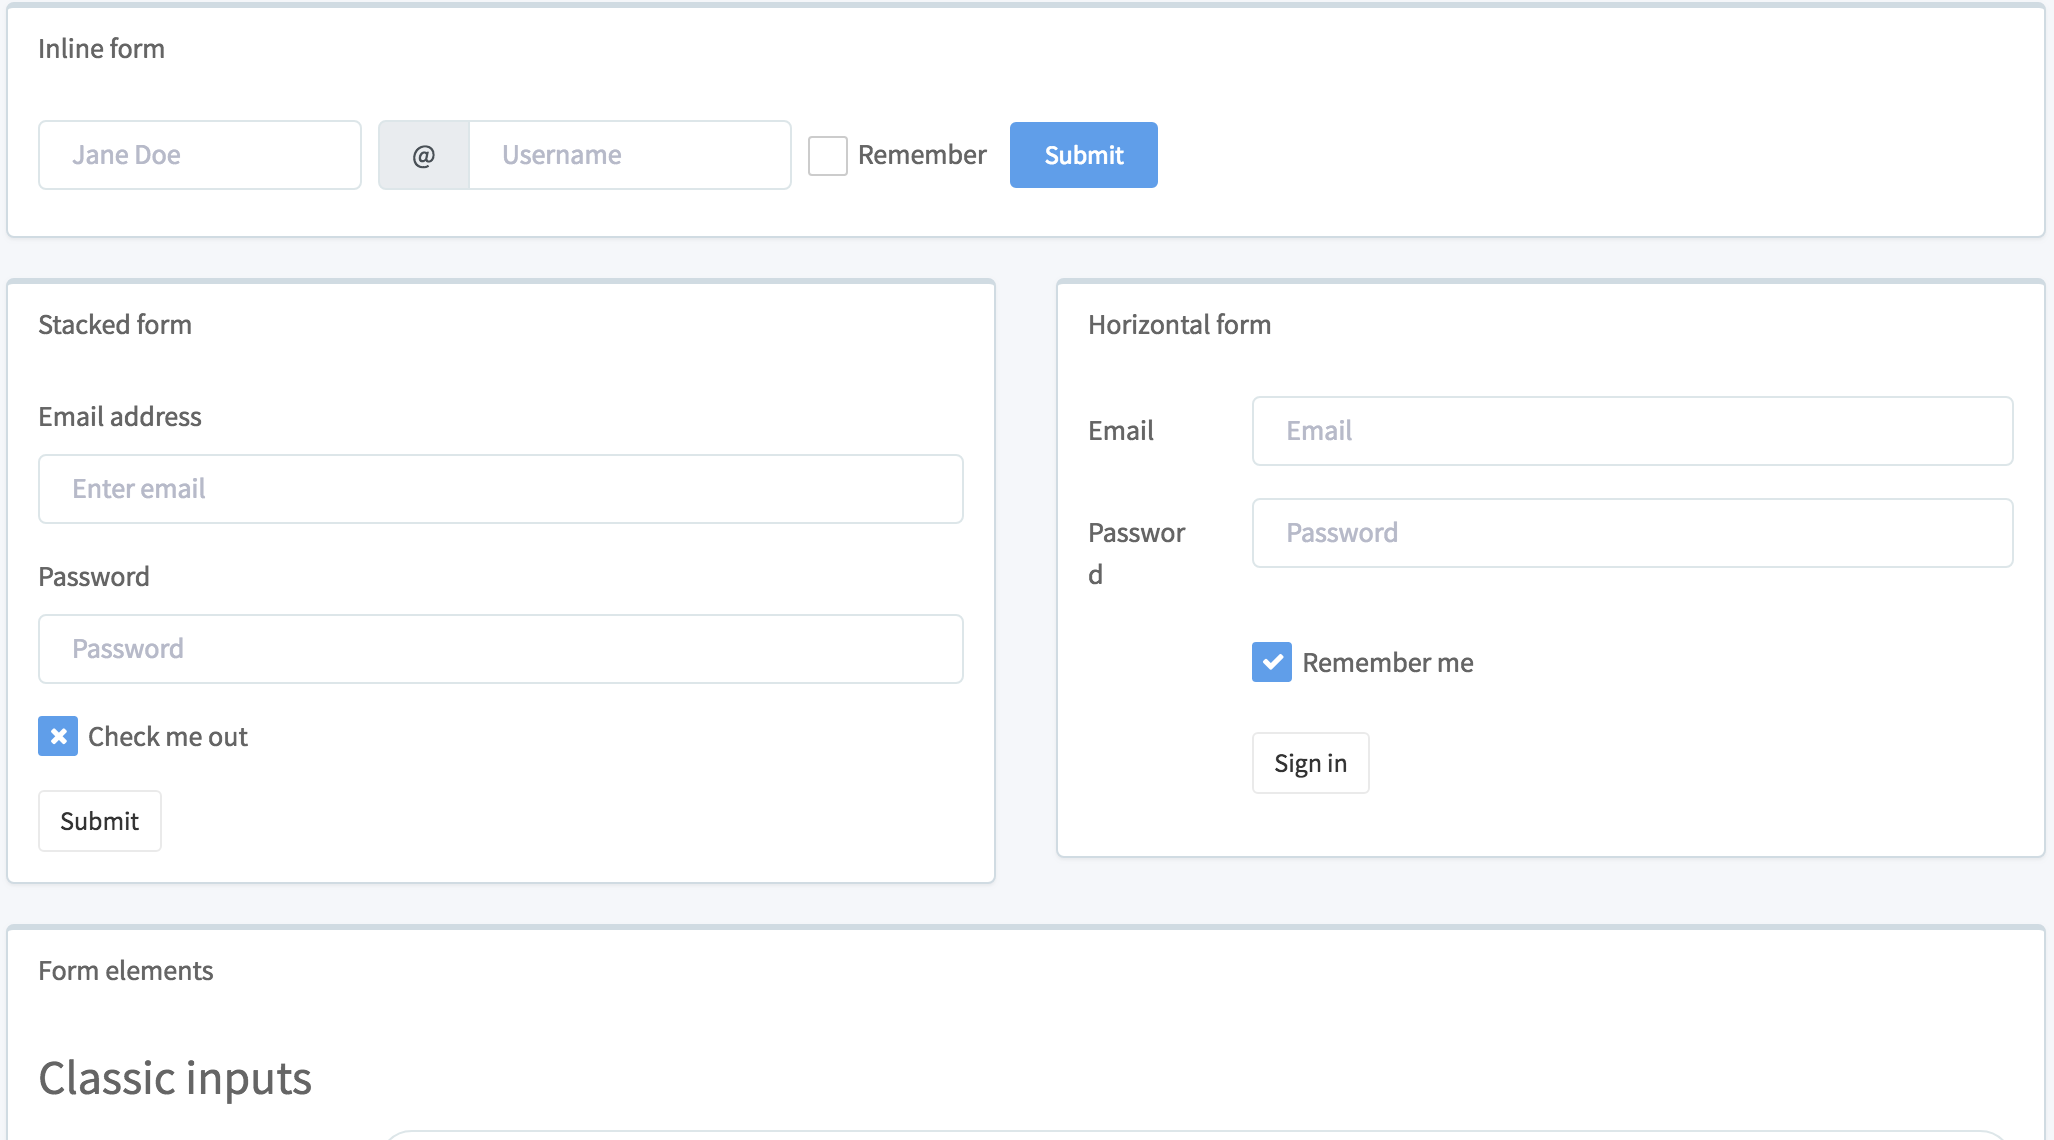 Inline form
Jane Doe @ Username Remember Submit
Stacked form
Email address
Enter email
Password
Password
Check me out
Submit
Horizontal form
Email Email
Passwor Password
d
Remember me
Sign in
Form elements
Classic inputs